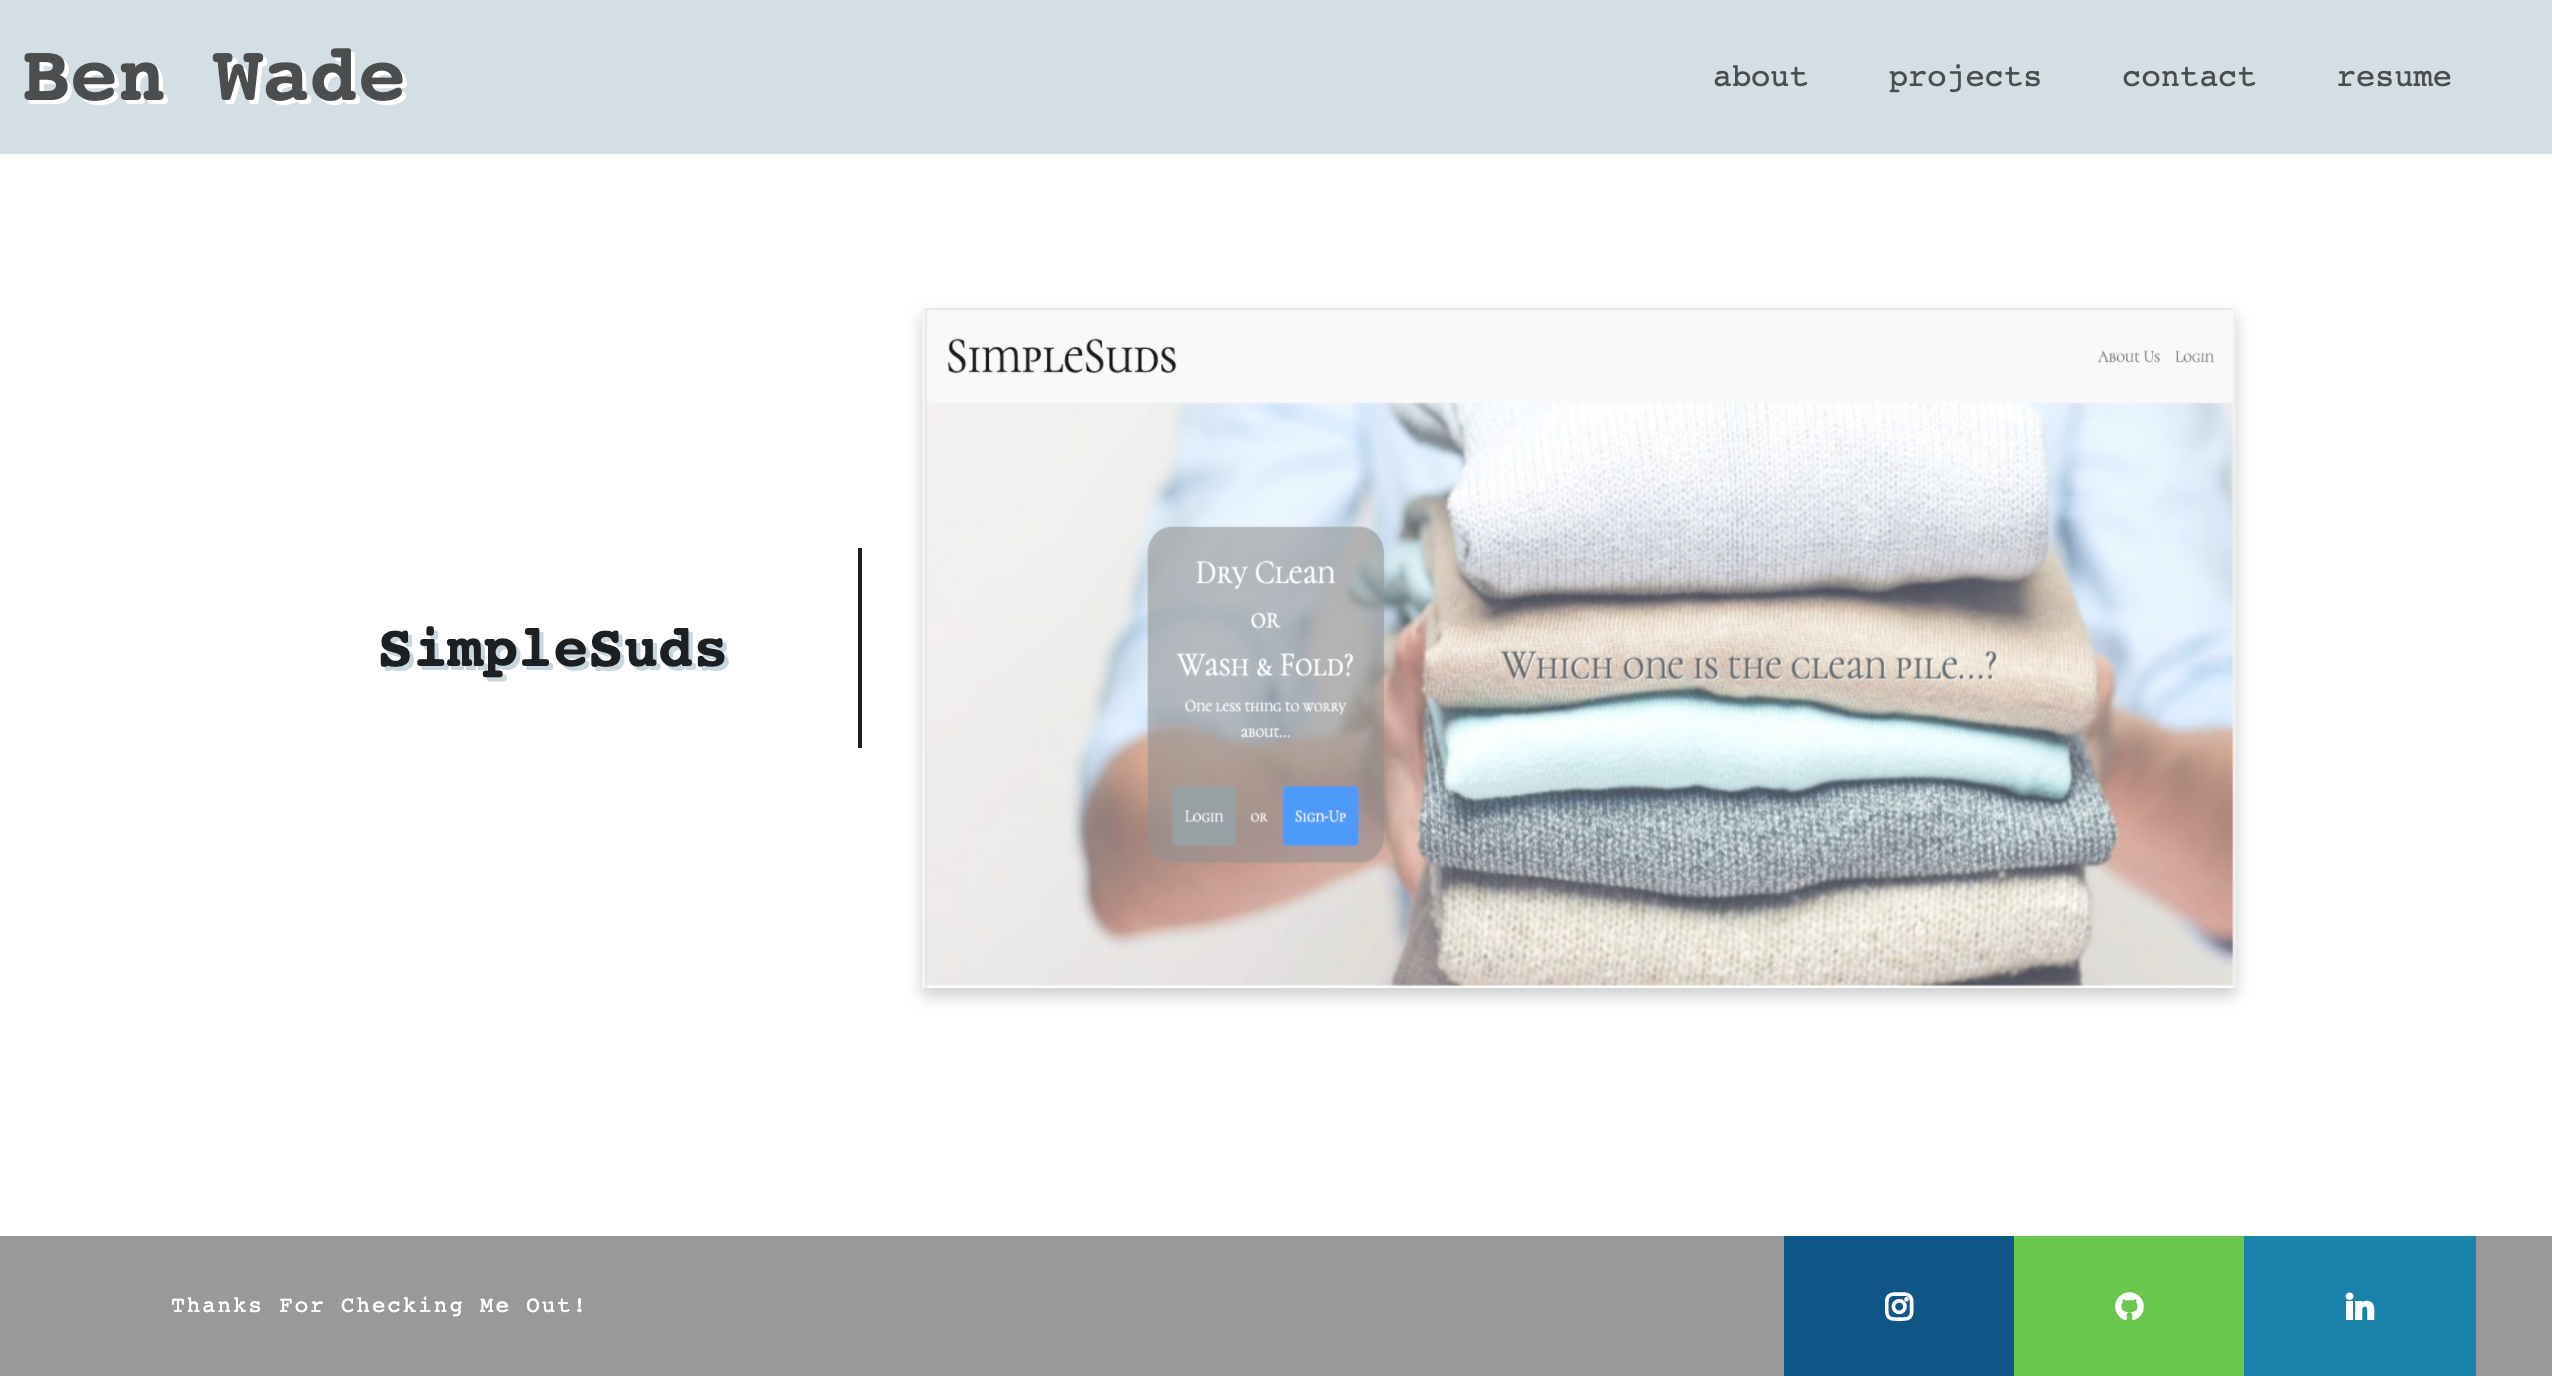 Ben Wade
about projects contact resume
SimpleSuds
SimpleSuds
About Us Login
Dry Clean
or
Wash & Fold?
One less thing to worry
about...
Login or Sign-Up
Which one is the clean pile...?
Thanks For Checking Me Out!
in